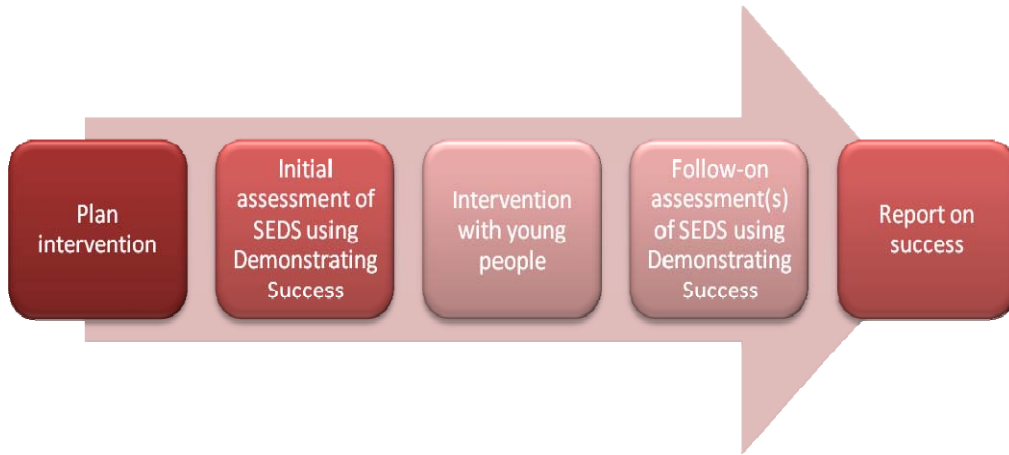 Plan
intervention
Initial
assessment of
SEDS using
Demonstrating
Success
Intervention
with young
people
Follow-on
assessment(s)
of SEDS using
Demonstrating
Success
Report on
success